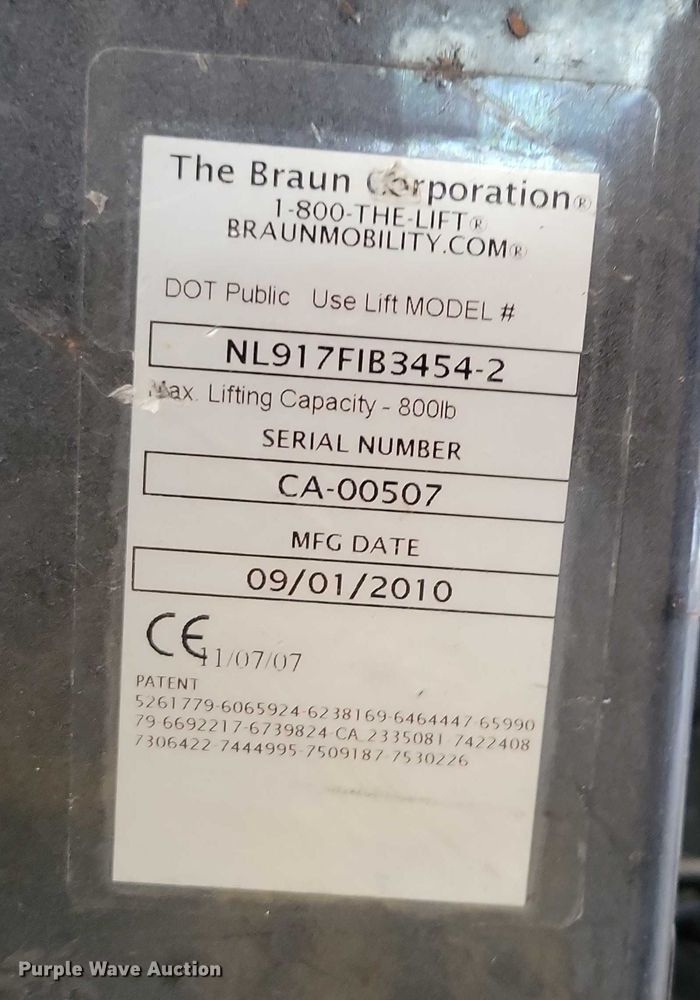 The Braun Corporation®
1-800-THE-LIFT®
BRAUNMOBILITY.COM®
DOT Public Use Lift MODEL #
NL917FIB3454-2
Max. Lifting Capacity - 800lb
SERIAL NUMBER
CA-00507
MFG DATE
09/01/2010
CE 11/07/07
PATENT
5261779-6065924-6238169-6464447-65990
79-6692217-6739824-CA 2335081-7422408
7306422-7444995-7509187-7530226
Purple Wave Auction